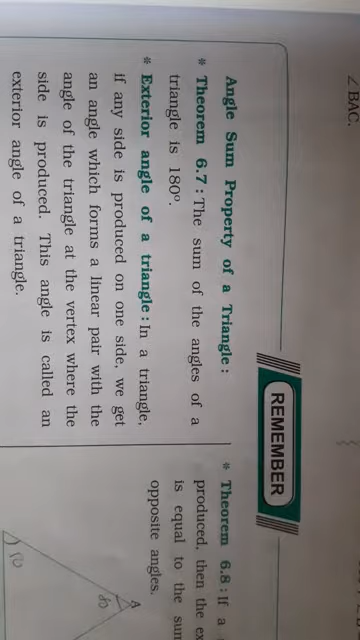 ∠ BAC.
REMEMBER
Angle Sum Property of a Triangle :
* Theorem 6.7 : The sum of the angles of a
triangle is 180°.
* Exterior angle of a triangle : In a triangle,
if any side is produced on one side, we get
an angle which forms a linear pair with the
angle of the triangle at the vertex where the
side is produced. This angle is called an
exterior angle of a triangle.
* Theorem 6.8 : If a
produced, then the ex
is equal to the sum
opposite angles.
A